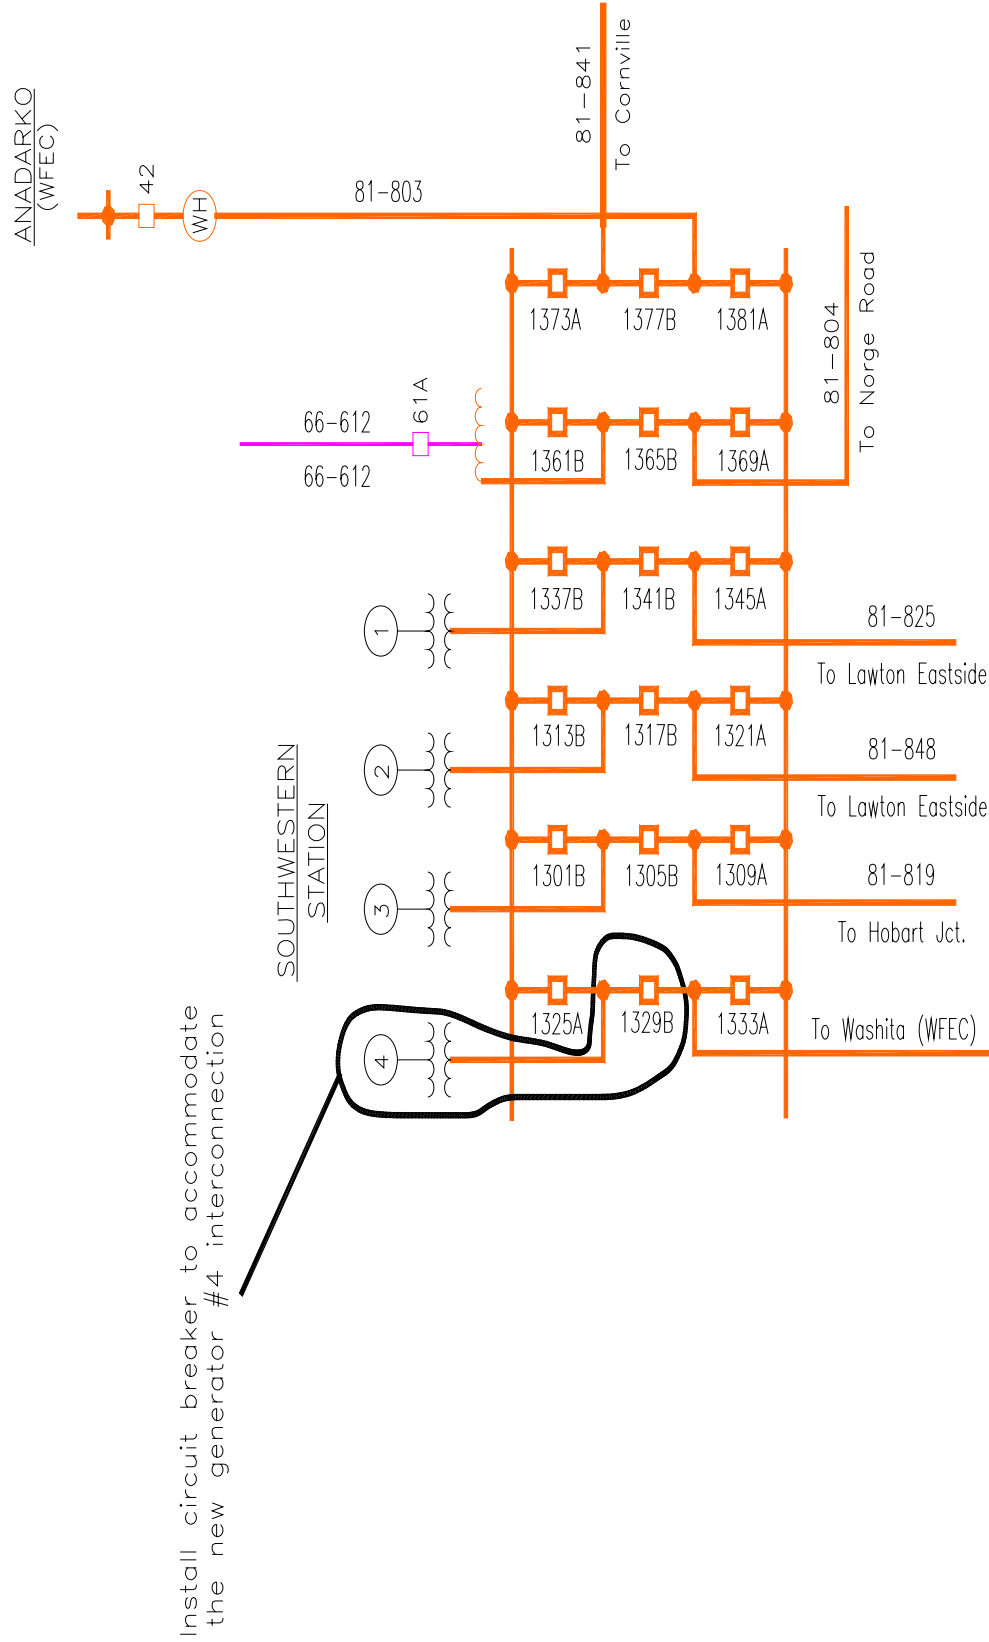 ANADARKO
(WFEC)
42
WH
81-803
81-841
To Cornville
1373A
1377B
1381A
81-804
To Norge Road
66-612
66-612
61A
1361B
1365B
1369A
1
1337B
1341B
1345A
81-825
To Lawton Eastside
SOUTHWESTERN
STATION
2
1313B
1317B
1321A
81-848
To Lawton Eastside
3
1301B
1305B
1309A
81-819
To Hobart Jct.
4
1325A
1329B
1333A
To Washita (WFEC)
Install circuit breaker to accommodate
the new generator #4 interconnection